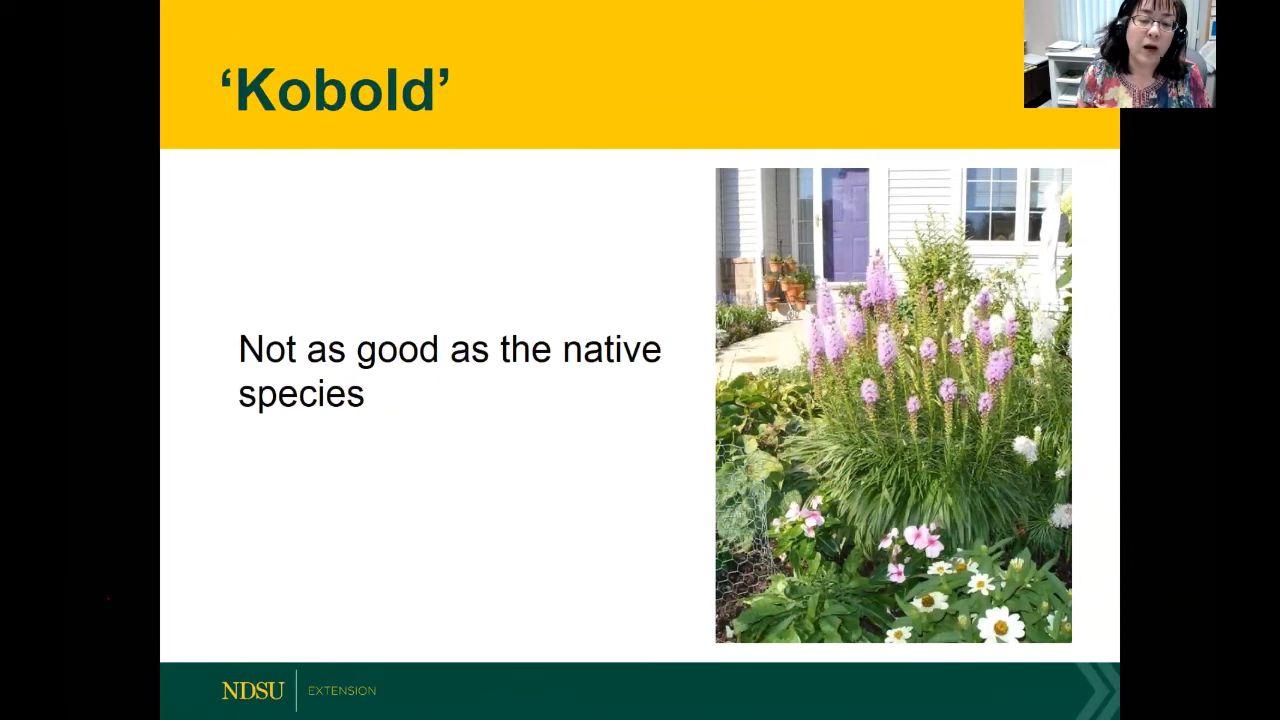 ‘Kobold’
Not as good as the native
species
NDSU EXTENSION